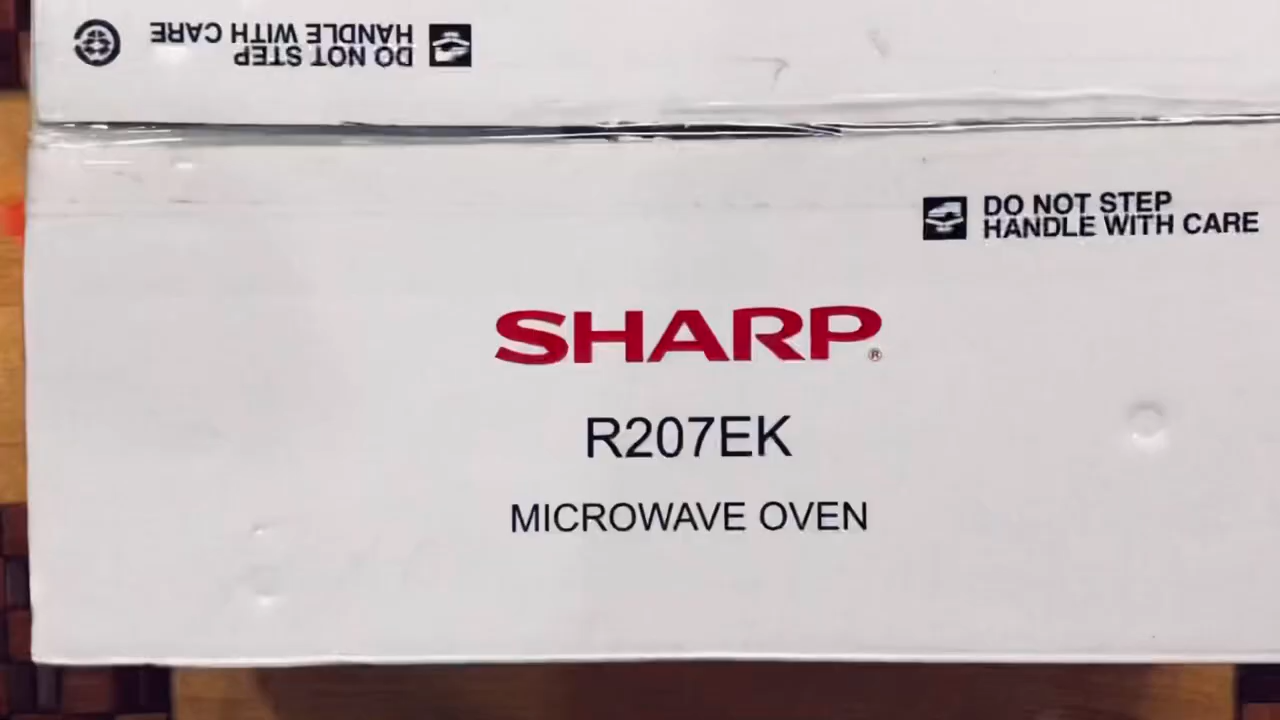 DO NOT STEP
HANDLE WITH CARE
DO NOT STEP
HANDLE WITH CARE
SHARP®
R207EK
MICROWAVE OVEN